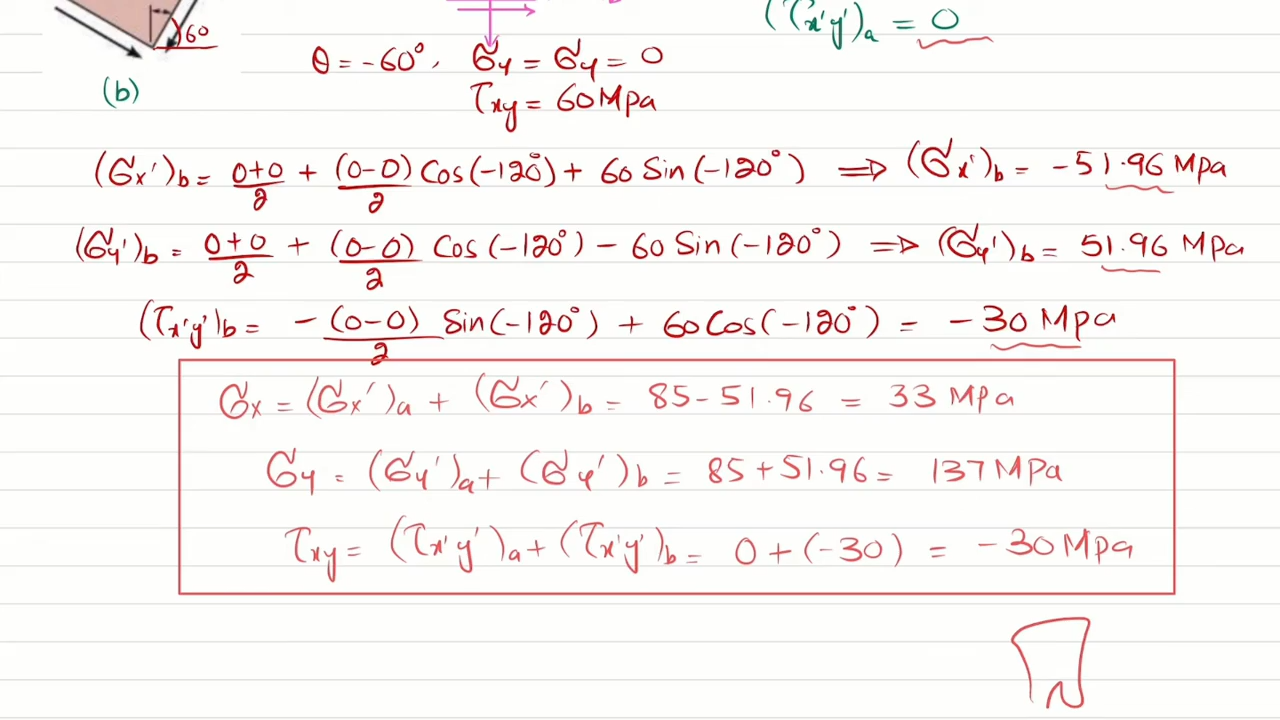 (τx'y')a = 0
60
θ = -60°, σy = σy = 0
(b)
τxy = 60 MPa
(σx')b = 0+0/2 + (0-0)/2 Cos(-120°) + 60 Sin(-120°) ⟹ (σx')b = -51.96 MPa
(σy')b = 0+0/2 + (0-0)/2 Cos(-120°) - 60 Sin(-120°) ⟹ (σy')b = 51.96 MPa
(τx'y')b = -(0-0)/2 Sin(-120°) + 60 Cos(-120°) = -30 MPa
σx = (σx')a + (σx')b = 85 - 51.96 = 33 MPa
σy = (σy')a + (σy')b = 85 + 51.96 = 137 MPa
τxy = (τx'y')a + (τx'y')b = 0 + (-30) = -30 MPa